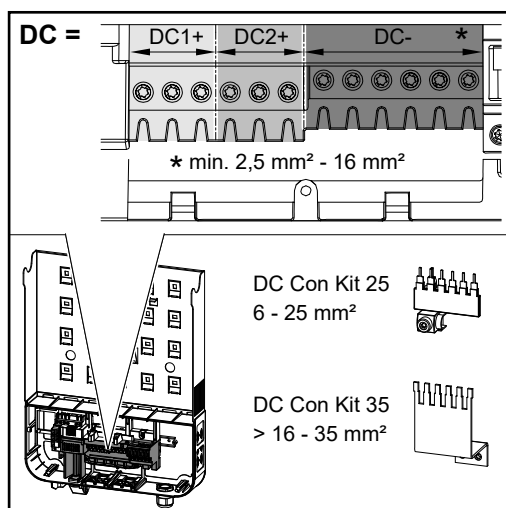 DC = DC1+ DC2+ DC- *
* min. 2,5 mm² - 16 mm²
DC Con Kit 25
6 - 25 mm²
DC Con Kit 35
> 16 - 35 mm²